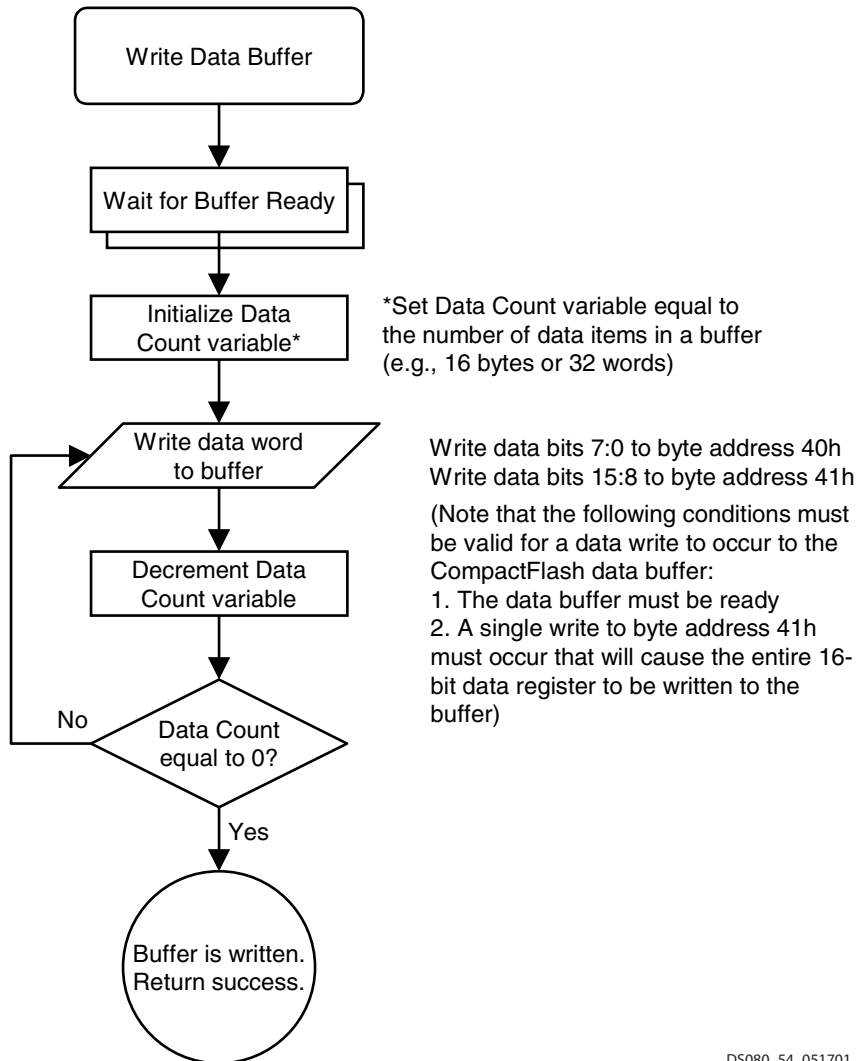 Write Data Buffer
Wait for Buffer Ready
Initialize Data
Count variable*
*Set Data Count variable equal to
the number of data items in a buffer
(e.g., 16 bytes or 32 words)
Write data word
to buffer
Write data bits 7:0 to byte address 40h
Write data bits 15:8 to byte address 41h
(Note that the following conditions must
be valid for a data write to occur to the
CompactFlash data buffer:
1. The data buffer must be ready
2. A single write to byte address 41h
must occur that will cause the entire 16-
bit data register to be written to the
buffer)
Decrement Data
Count variable
No
Data Count
equal to 0?
Yes
Buffer is written.
Return success.
DS080_54_051701